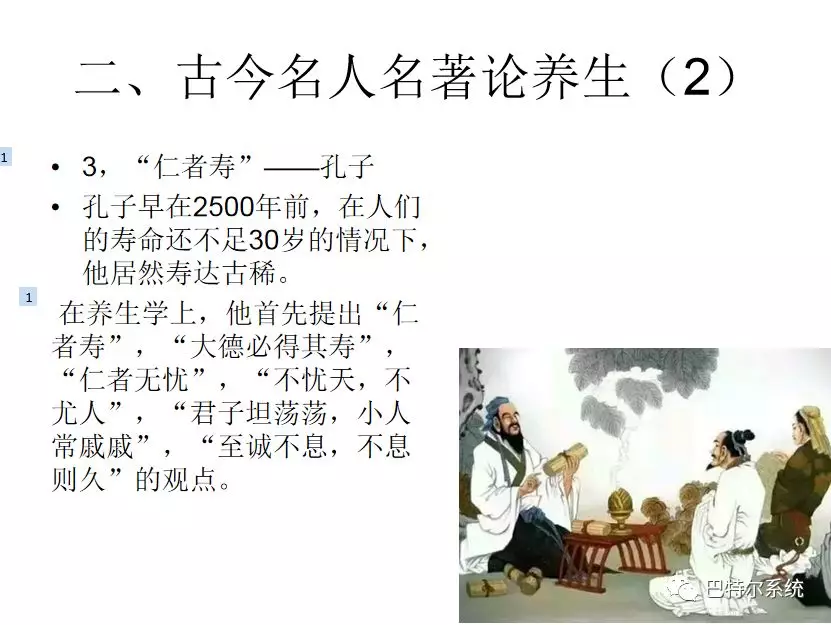 二、古今名人名著论养生（2）
1
• 3，“仁者寿”——孔子
• 孔子早在2500年前，在人们
的寿命还不足30岁的情况下，
他居然寿达古稀。
1
在养生学上，他首先提出“仁
者寿”，“大德必得其寿”，
“仁者无忧”，“不忧天，不
尤人”，“君子坦荡荡，小人
常戚戚”，“至诚不息，不息
则久”的观点。
巴特尔系统